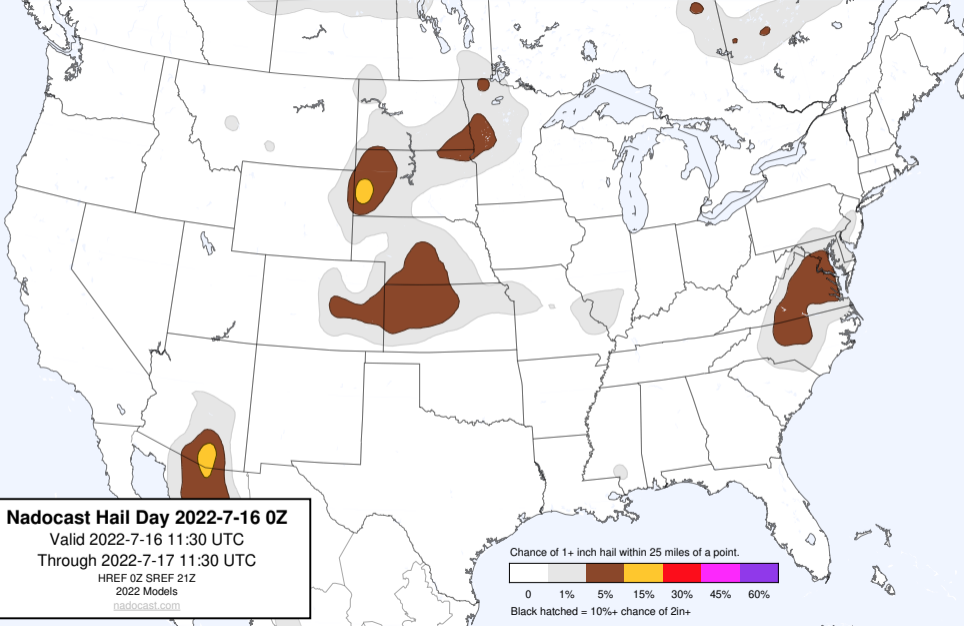 Nadocast Hail Day 2022-7-16 0Z
Valid 2022-7-16 11:30 UTC
Through 2022-7-17 11:30 UTC
HREF 0Z SREF 21Z
2022 Models
nadocast.com
Chance of 1+ inch hail within 25 miles of a point.
0 1% 5% 15% 30% 45% 60%
Black hatched = 10%+ chance of 2in+